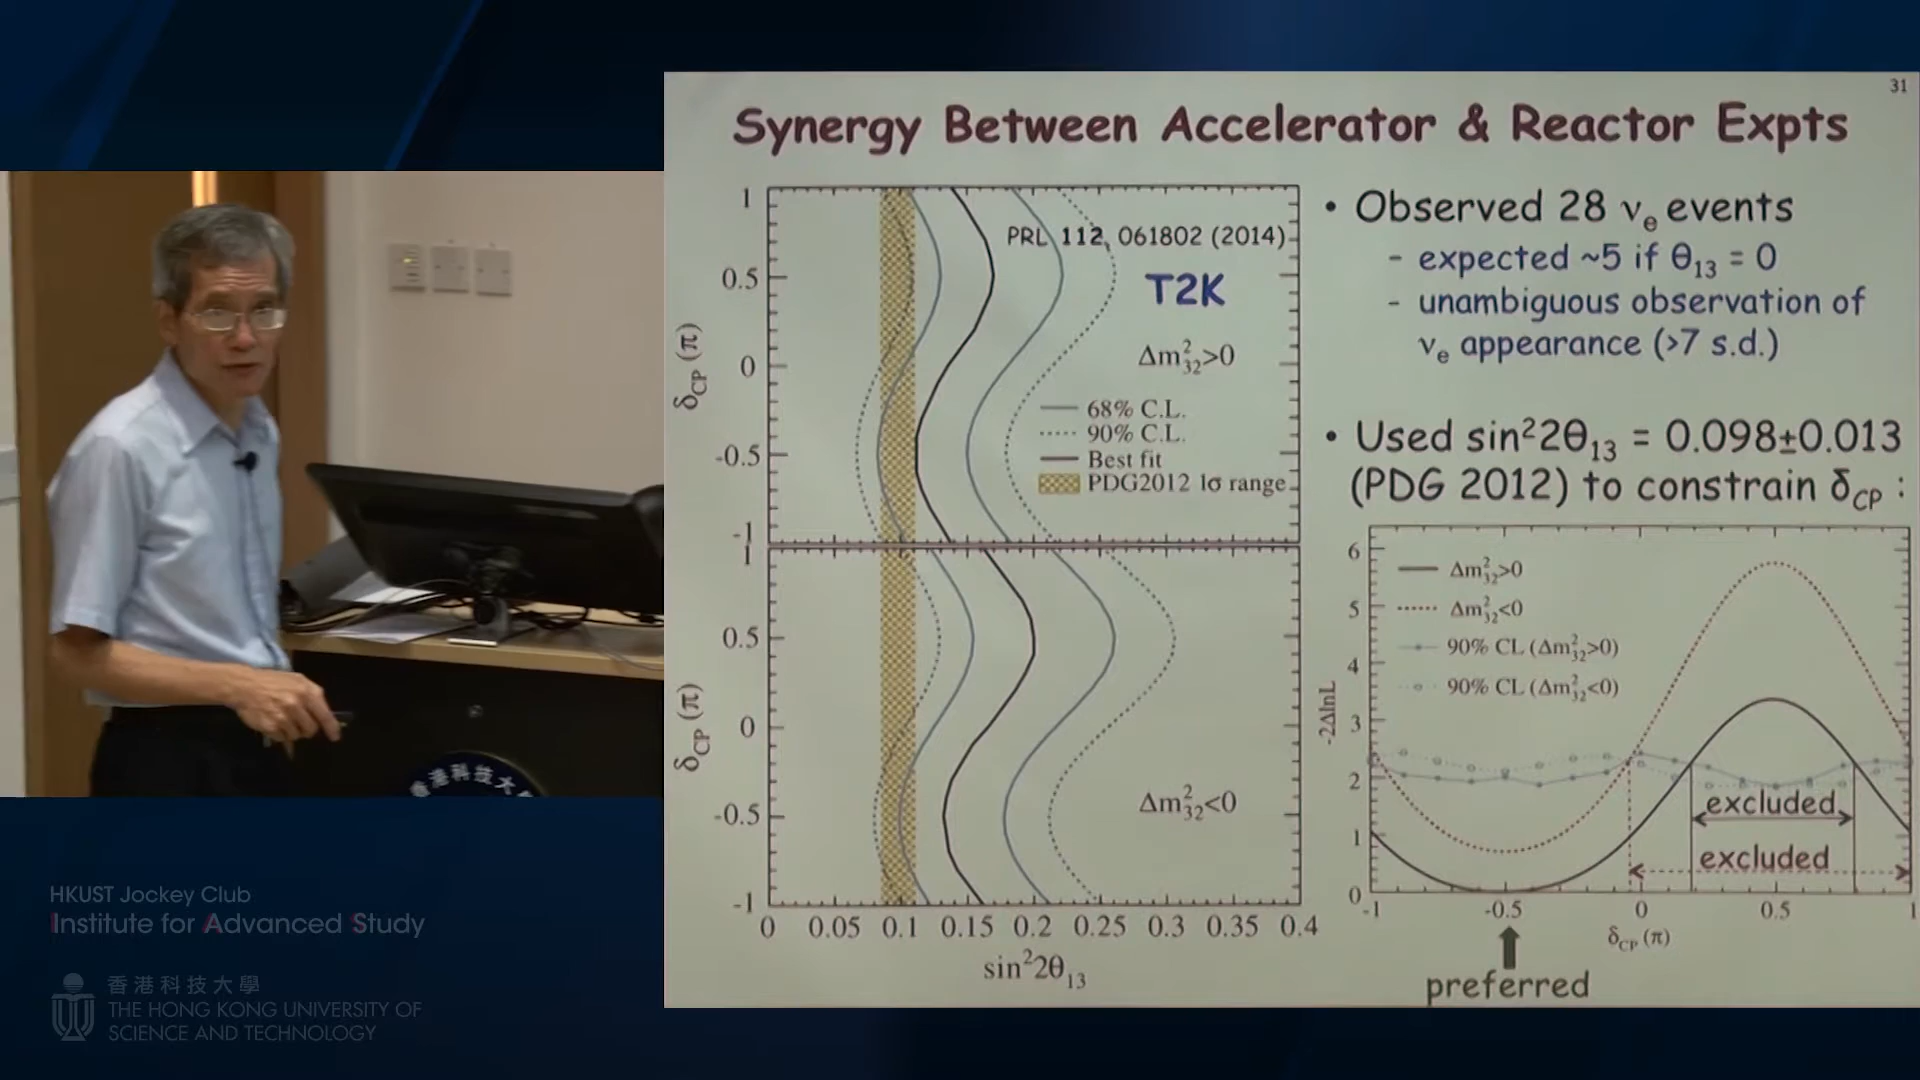 31
Synergy Between Accelerator & Reactor Expts
PRL 112, 061802 (2014)
T2K
Δm²₃₂>0
68% C.L.
90% C.L.
Best fit
PDG2012 1σ range
1
0.5
0
-0.5
-1
δCP (π)
1
0.5
0
-0.5
-1
δCP (π)
Δm²₃₂<0
0 0.05 0.1 0.15 0.2 0.25 0.3 0.35 0.4
sin²2θ₁₃
• Observed 28 νe events
- expected ~5 if θ₁₃ = 0
- unambiguous observation of
νe appearance (>7 s.d.)
• Used sin²2θ₁₃ = 0.098±0.013
(PDG 2012) to constrain δCP :
Δm²₃₂>0
Δm²₃₂<0
90% CL (Δm²₃₂>0)
90% CL (Δm²₃₂<0)
6
5
4
3
2
1
0
-2ΔlnL
excluded
excluded
-1 -0.5 0 0.5 1
δCP (π)
preferred
香港科技大
HKUST Jockey Club
Institute for Advanced Study
香港科技大學
THE HONG KONG UNIVERSITY OF
SCIENCE AND TECHNOLOGY